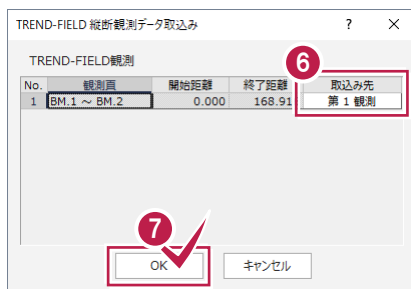 TREND-FIELD 縦断観測データ取込み ? ×
TREND-FIELD観測
6
No. 観測頁 開始距離 終了距離 取込み先
1 BM.1 ~ BM.2 0.000 168.91 第 1 観測
7
OK キャンセル